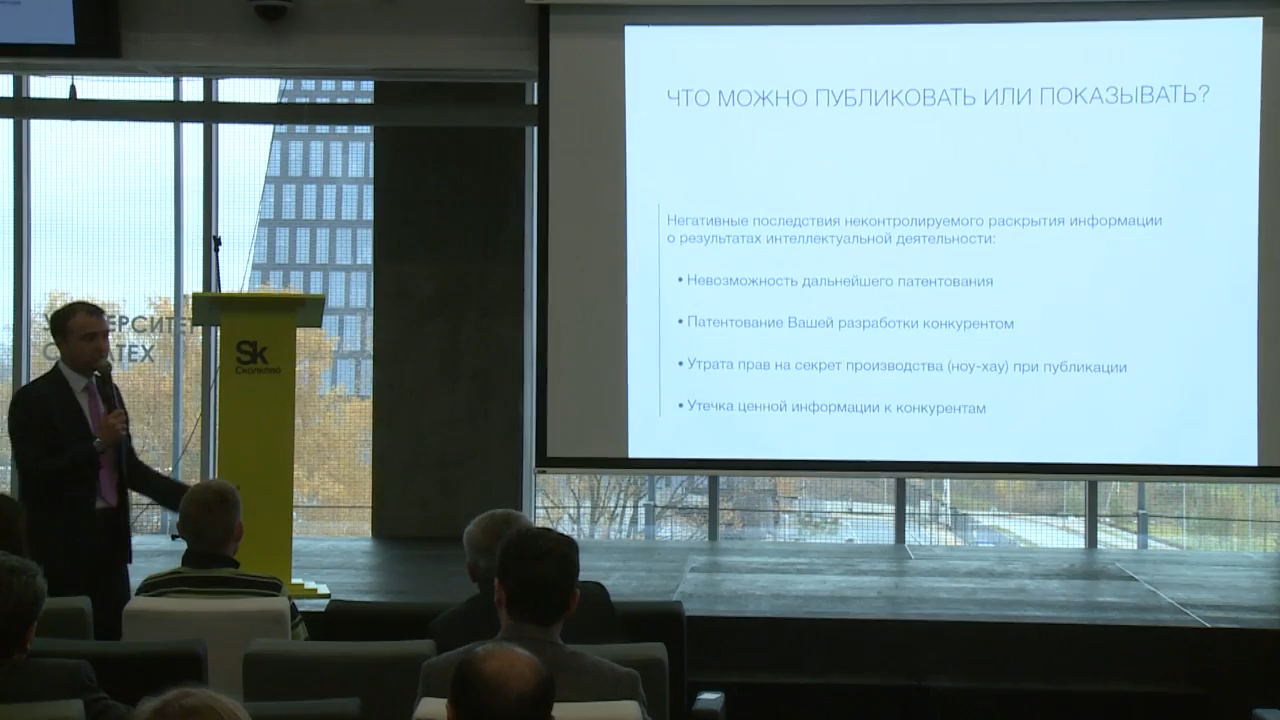 ЧТО МОЖНО ПУБЛИКОВАТЬ ИЛИ ПОКАЗЫВАТЬ?
Негативные последствия неконтролируемого раскрытия информации
о результатах интеллектуальной деятельности:
• Невозможность дальнейшего патентования
• Патентование Вашей разработки конкурентом
• Утрата прав на секрет производства (ноу-хау) при публикации
• Утечка ценной информации к конкурентам
Sk
Сколково